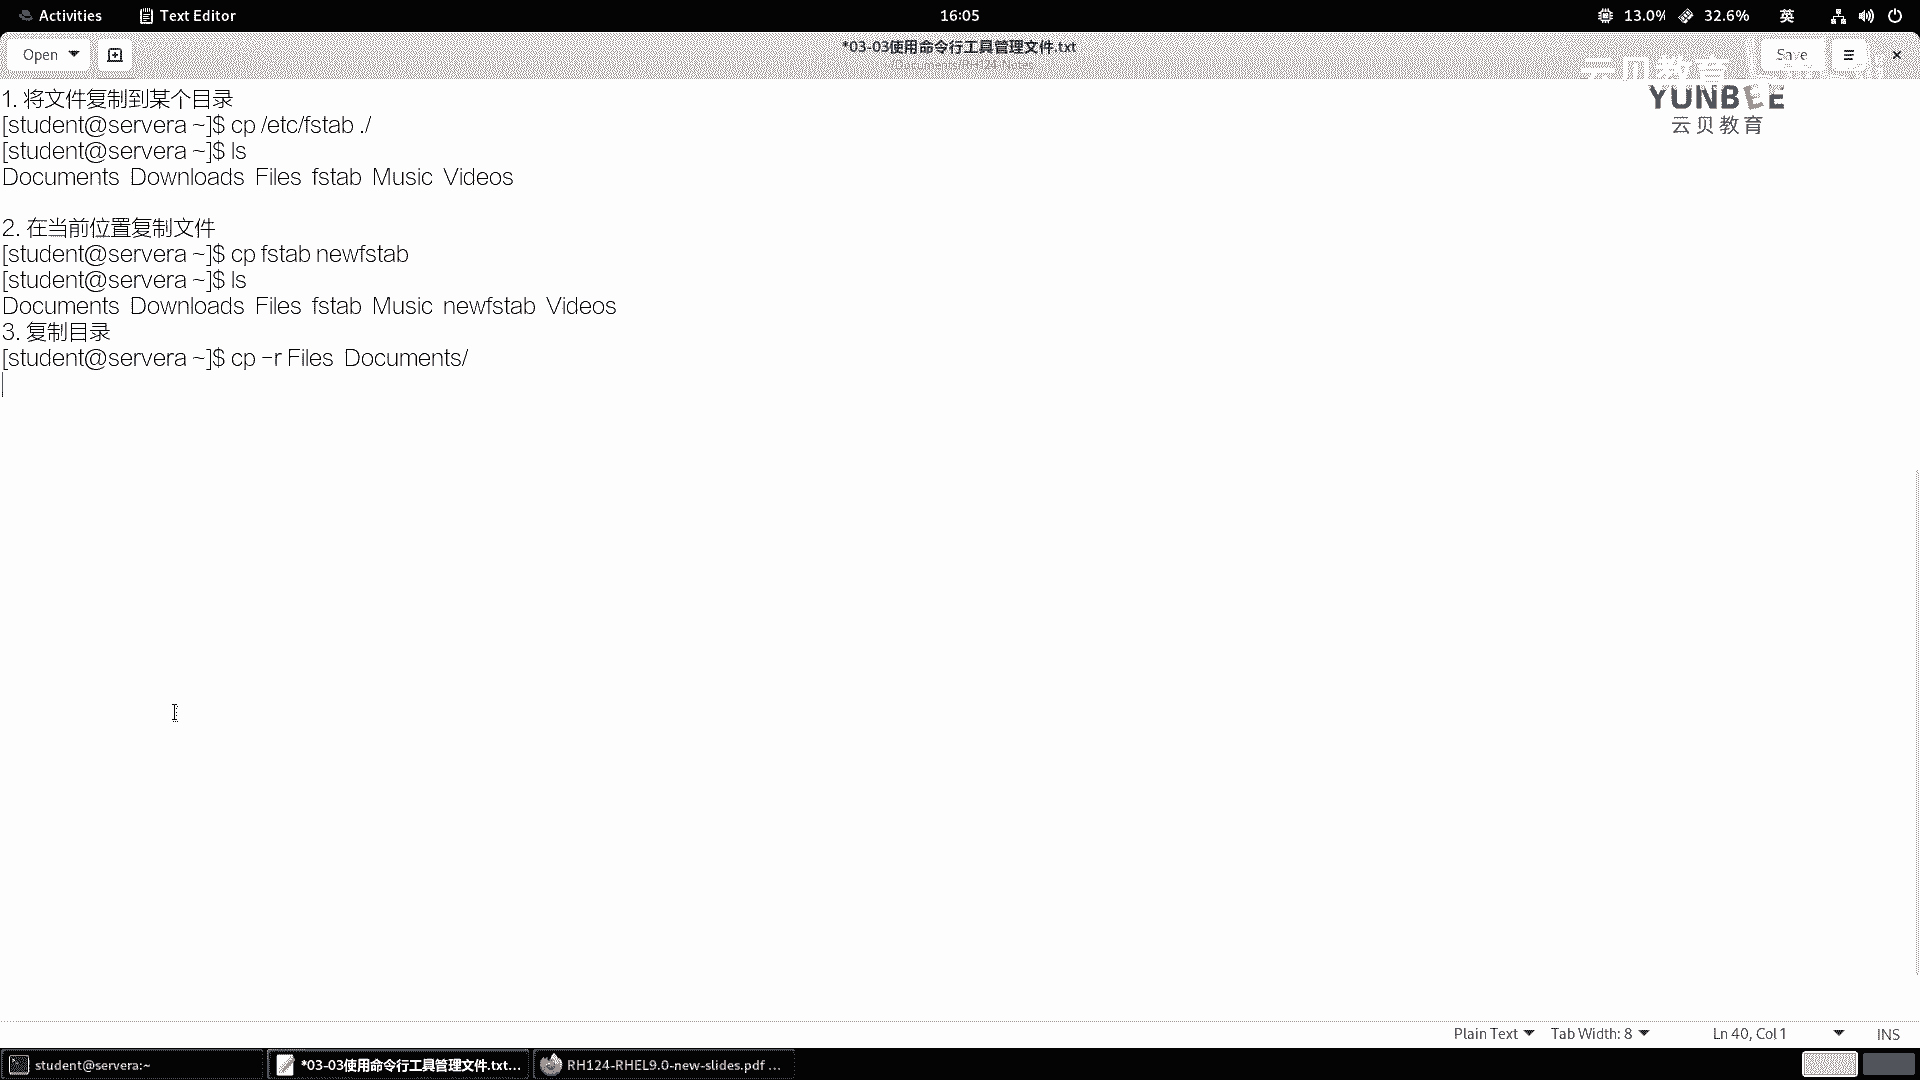 Activities Text Editor 16:05 13.0% 32.6% 英
Open *03-03使用命令行工具管理文件.txt Save
~/Documents/RH124-Notes
云贝教育
YUNBEE
云贝教育
1. 将文件复制到某个目录
[student@servera ~]$ cp /etc/fstab ./
[student@servera ~]$ ls
Documents Downloads Files fstab Music Videos
2. 在当前位置复制文件
[student@servera ~]$ cp fstab newfstab
[student@servera ~]$ ls
Documents Downloads Files fstab Music newfstab Videos
3. 复制目录
[student@servera ~]$ cp -r Files Documents/
Plain Text Tab Width: 8 Ln 40, Col 1 INS
student@servera:~ *03-03使用命令行工具管理文件.txt... RH124-RHEL9.0-new-slides.pdf ...